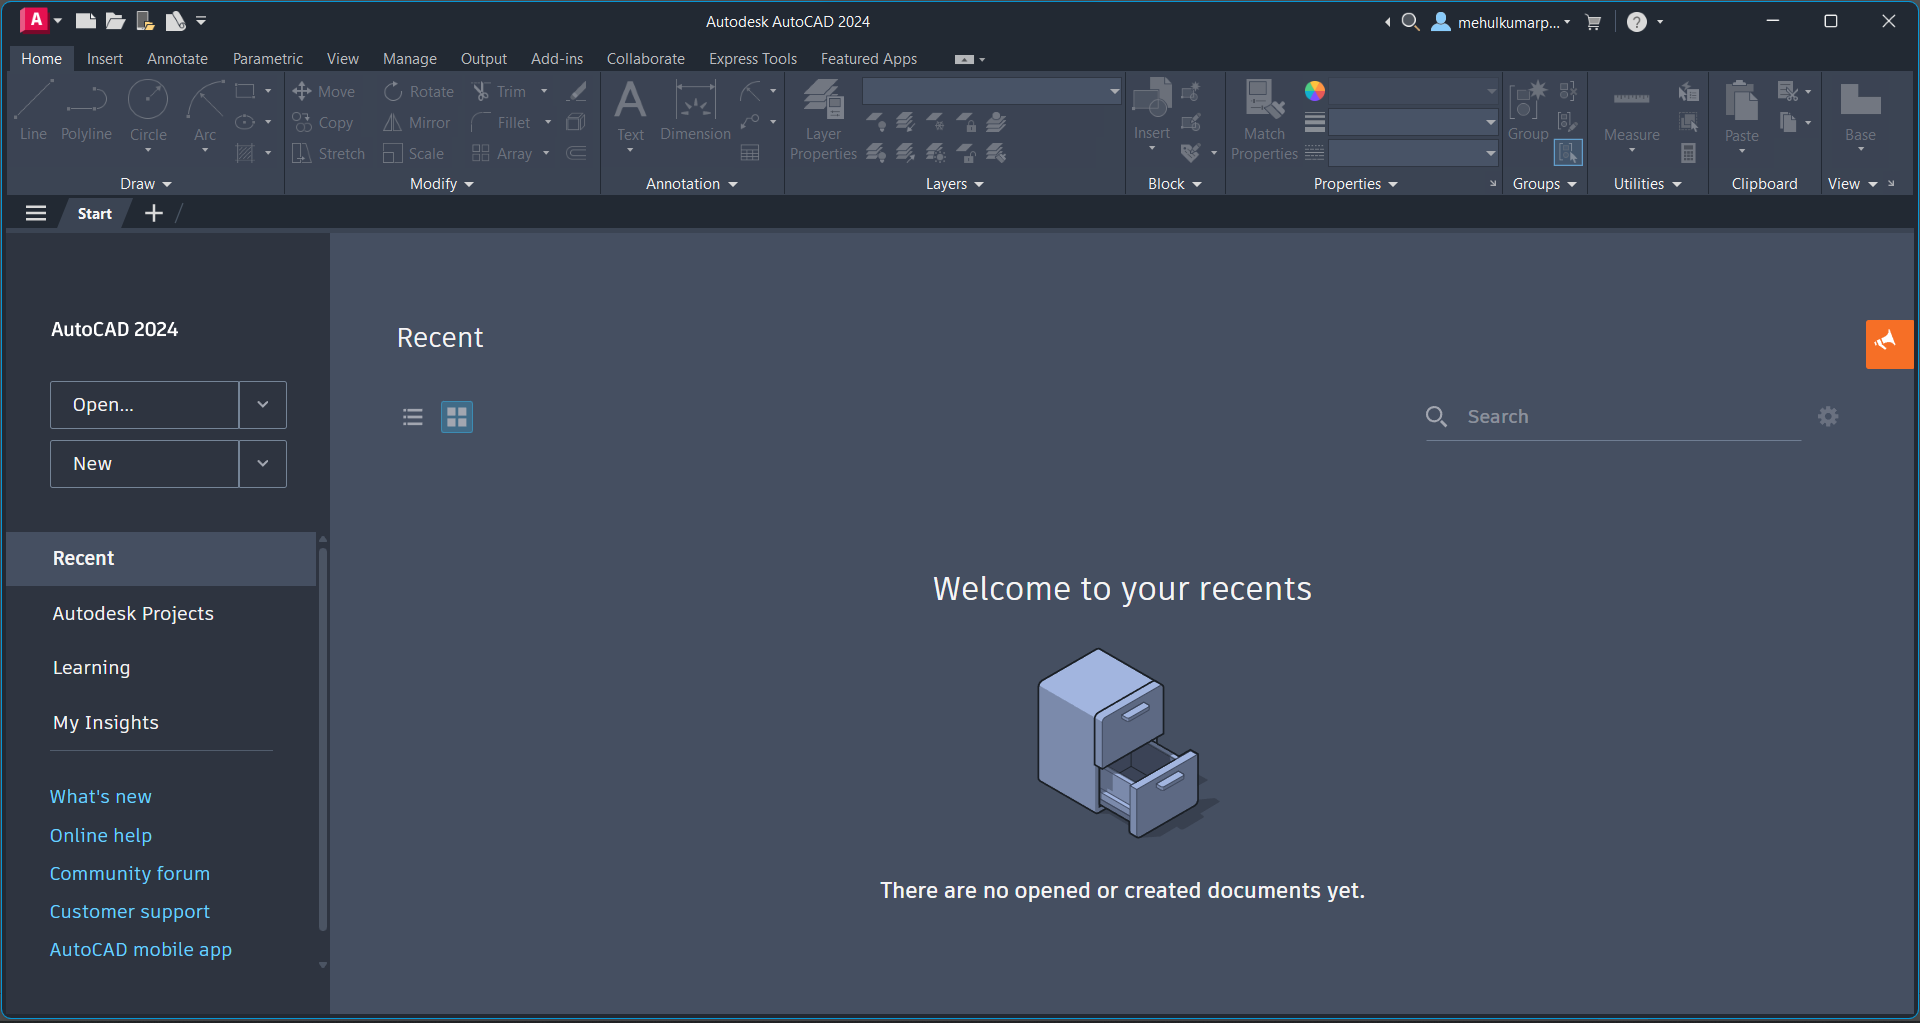 A
Autodesk AutoCAD 2024
mehulkumarp...
?
Home Insert Annotate Parametric View Manage Output Add-ins Collaborate Express Tools Featured Apps
Line Polyline Circle Arc
Move Rotate Trim
Copy Mirror Fillet
Stretch Scale Array
A
Text Dimension
Layer
Properties
Insert
Match
Properties
Group
Measure
Paste
Base
Draw Modify Annotation Layers Block Properties Groups Utilities Clipboard View
Start
AutoCAD 2024
Open...
New
Recent
Autodesk Projects
Learning
My Insights
What's new
Online help
Community forum
Customer support
AutoCAD mobile app
Recent
Search
Welcome to your recents
There are no opened or created documents yet.